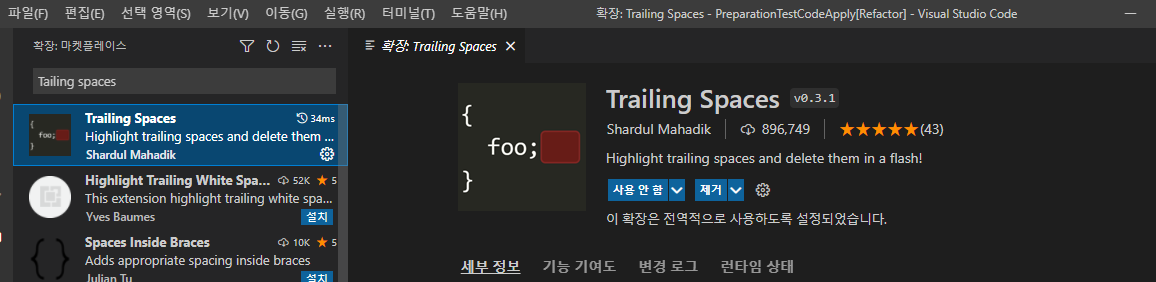 파일(F) 편집(E) 선택 영역(S) 보기(V) 이동(G) 실행(R) 터미널(T) 도움말(H) 확장: Trailing Spaces - PreparationTestCodeApply[Refactor] - Visual Studio Code
확장: 마켓플레이스
Tailing spaces
Trailing Spaces 34ms
Highlight trailing spaces and delete them ...
Shardul Mahadik
Highlight Trailing White Spa... 52K 5
This extension highlight trailing white spa...
Yves Baumes 설치
Spaces Inside Braces 10K 5
Adds appropriate spacing inside braces
Julian Tu 설치
확장: Trailing Spaces
{
foo;
}
Trailing Spaces v0.3.1
Shardul Mahadik 896,749 (43)
Highlight trailing spaces and delete them in a flash!
사용 안 함 제거
이 확장은 전역적으로 사용하도록 설정되었습니다.
세부 정보 기능 기여도 변경 로그 런타임 상태